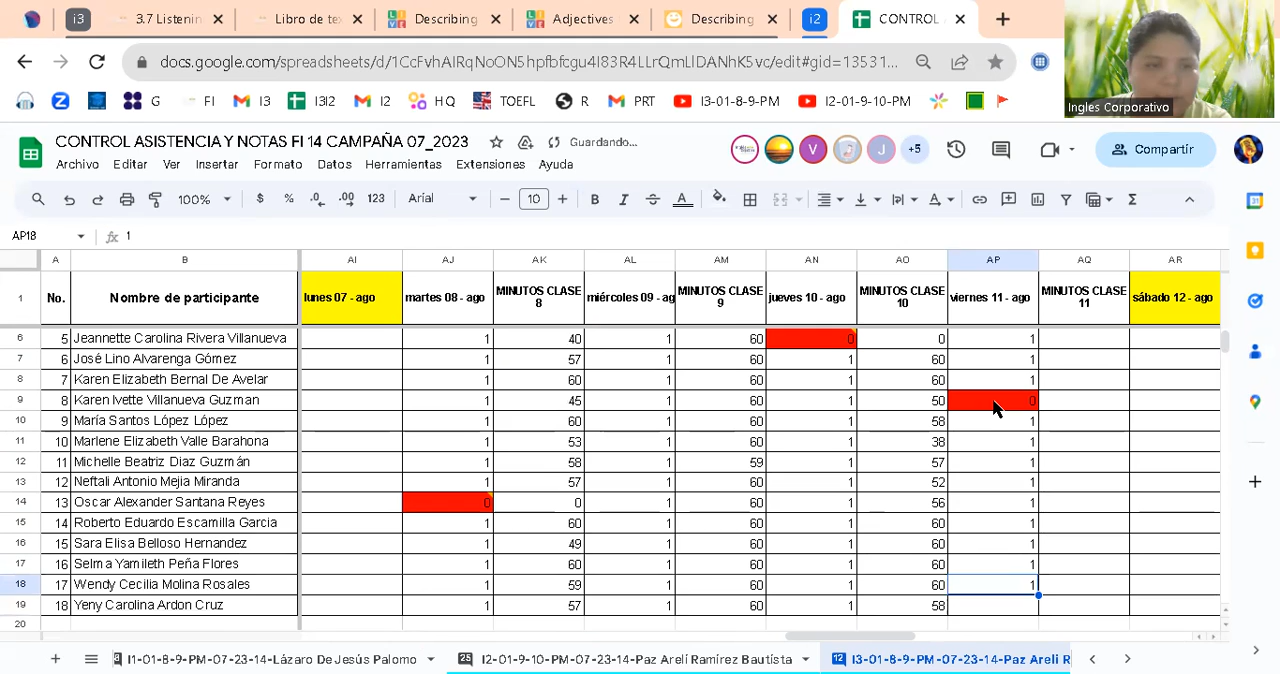 i3
3.7 Listenin
Libro de tex
Describing
Adjectives
Describing
i2
CONTROL
docs.google.com/spreadsheets/d/1CcFvhAIRqNoON5hpfbfcgu4I83R4LLrQmLlDANhK5vc/edit#gid=13531...
Ingles Corporativo
G FI I3 I3I2 I2 HQ TOEFL R PRT I3-01-8-9-PM I2-01-9-10-PM
CONTROL ASISTENCIA Y NOTAS FI 14 CAMPAÑA 07_2023 Guardando...
V J +5 Compartir
Archivo Editar Ver Insertar Formato Datos Herramientas Extensiones Ayuda
100% $ % .0 .00 123 Arial 10 B I A Σ
AP18 fx 1
A B AI AJ AK AL AM AN AO AP AQ AR
1 No. Nombre de participante lunes 07 - ago martes 08 - ago MINUTOS CLASE 8 miércoles 09 - ag MINUTOS CLASE 9 jueves 10 - ago MINUTOS CLASE 10 viernes 11 - ago MINUTOS CLASE 11 sábado 12 - ago
6 5 Jeannette Carolina Rivera Villanueva 1 40 1 60 0 0 1
7 6 José Lino Alvarenga Gómez 1 57 1 60 1 60 1
8 7 Karen Elizabeth Bernal De Avelar 1 60 1 60 1 60 1
9 8 Karen Ivette Villanueva Guzman 1 45 1 60 1 50 0
10 9 María Santos López López 1 60 1 60 1 58 1
11 10 Marlene Elizabeth Valle Barahona 1 53 1 60 1 38 1
12 11 Michelle Beatriz Diaz Guzmán 1 58 1 59 1 57 1
13 12 Neftali Antonio Mejia Miranda 1 57 1 60 1 52 1
14 13 Oscar Alexander Santana Reyes 0 0 1 60 1 56 1
15 14 Roberto Eduardo Escamilla Garcia 1 60 1 60 1 60 1
16 15 Sara Elisa Belloso Hernandez 1 49 1 60 1 60 1
17 16 Selma Yamileth Peña Flores 1 60 1 60 1 60 1
18 17 Wendy Cecilia Molina Rosales 1 59 1 60 1 60 1
19 18 Yeny Carolina Ardon Cruz 1 57 1 60 1 58
20
I1-01-8-9-PM-07-23-14-Lázaro De Jesús Palomo 25 I2-01-9-10-PM-07-23-14-Paz Arelí Ramírez Bautista 12 I3-01-8-9-PM-07-23-14-Paz Areli R